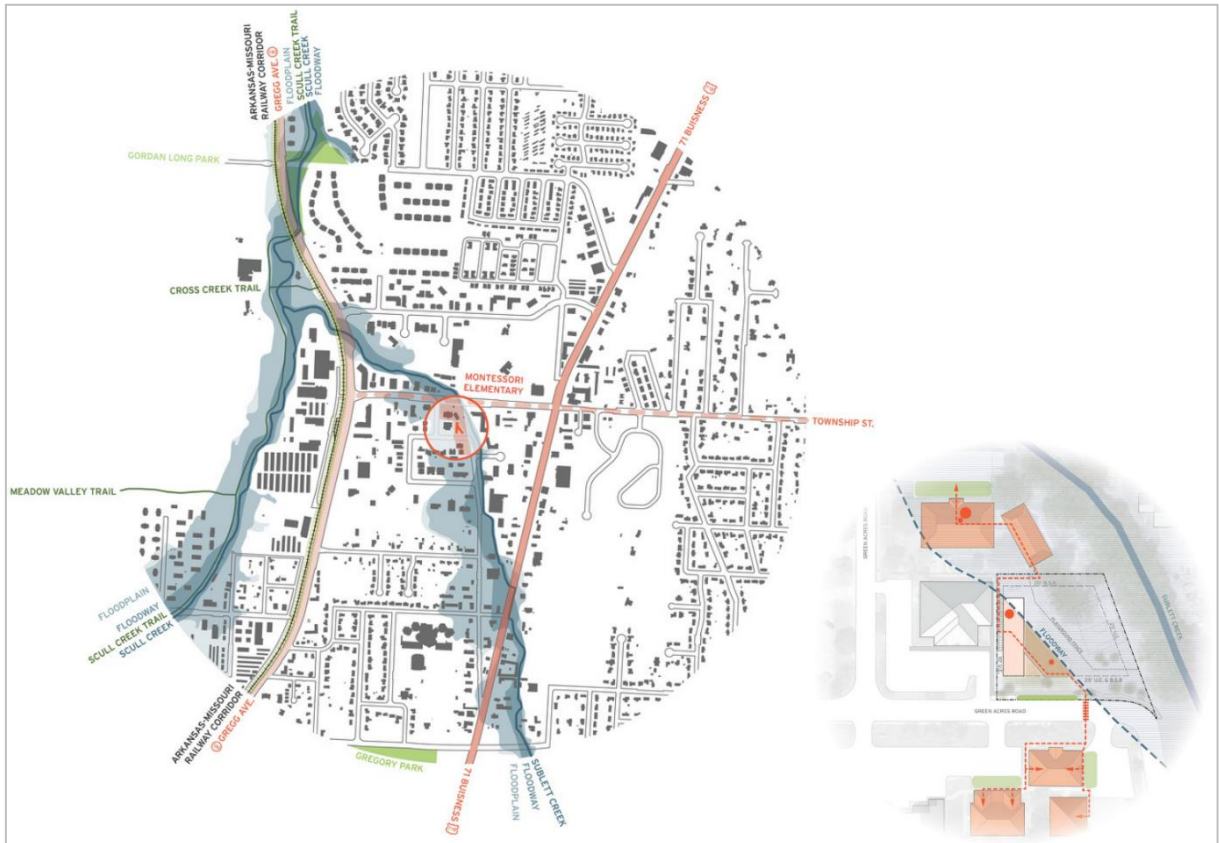 ARKANSAS-MISSOURI
RAILWAY CORRIDOR
GREGG AVE.
FLOODPLAIN
SCULL CREEK TRAIL
SCULL CREEK
FLOODWAY
GORDAN LONG PARK
71 BUISNESS
CROSS CREEK TRAIL
MONTESSORI
ELEMENTARY
TOWNSHIP ST.
MEADOW VALLEY TRAIL
FLOODPLAIN
FLOODWAY
SCULL CREEK TRAIL
SCULL CREEK
ARKANSAS-MISSOURI
RAILWAY CORRIDOR
GREGG AVE.
GREGORY PARK
71 BUISNESS
SUBLETT CREEK
FLOODWAY
FLOODPLAIN
GREEN ACRES ROAD
SUBLETT CREEK
FLOODWAY
GREEN ACRES ROAD